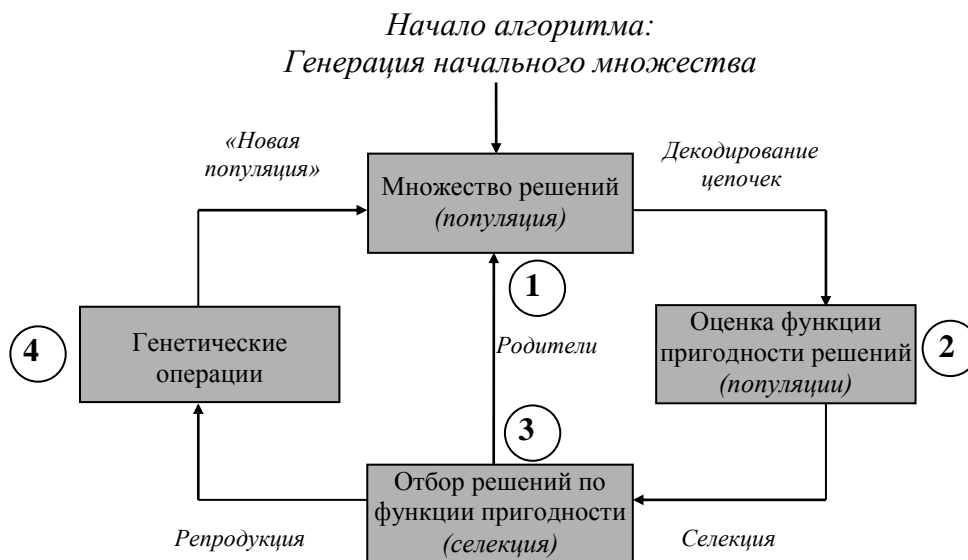 Начало алгоритма:
Генерация начального множества
«Новая
популяция»
Декодирование
цепочек
Множество решений
(популяция)
1
Родители
4
Генетические
операции
Оценка функции
пригодности решений
(популяции)
2
3
Отбор решений по
функции пригодности
(селекция)
Репродукция
Селекция